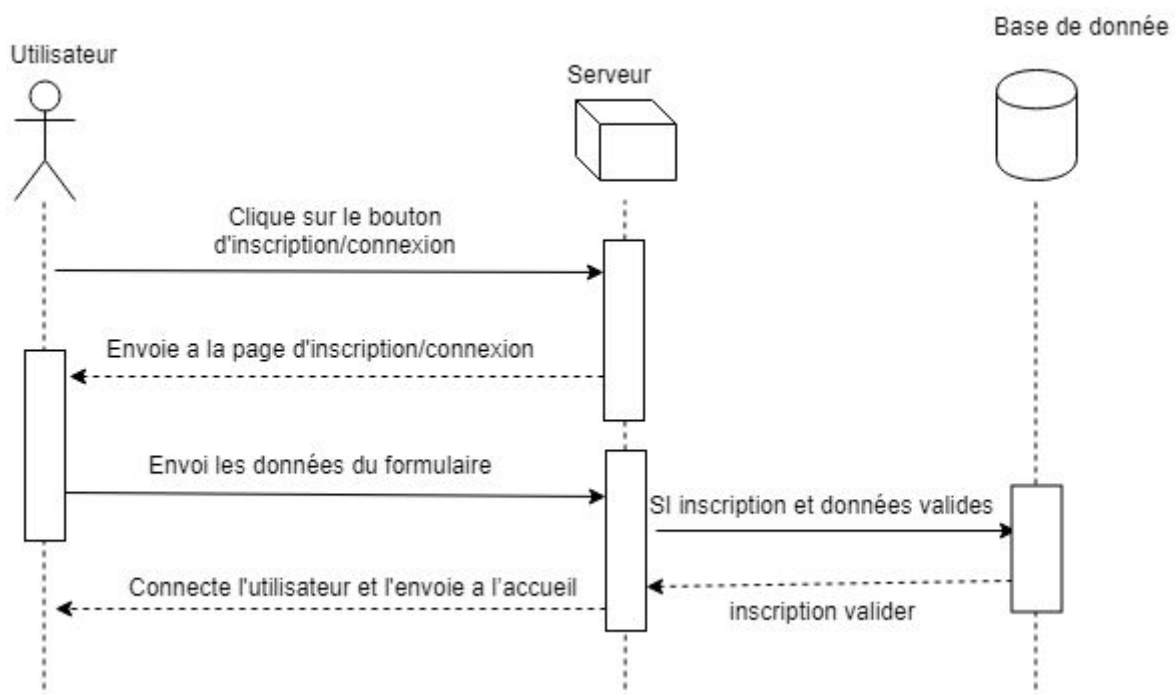 Base de donnée
Utilisateur
Serveur
Clique sur le bouton
d'inscription/connexion
Envoie a la page d'inscription/connexion
Envoi les données du formulaire
SI inscription et données valides
Connecte l'utilisateur et l'envoie a l'accueil
inscription valider